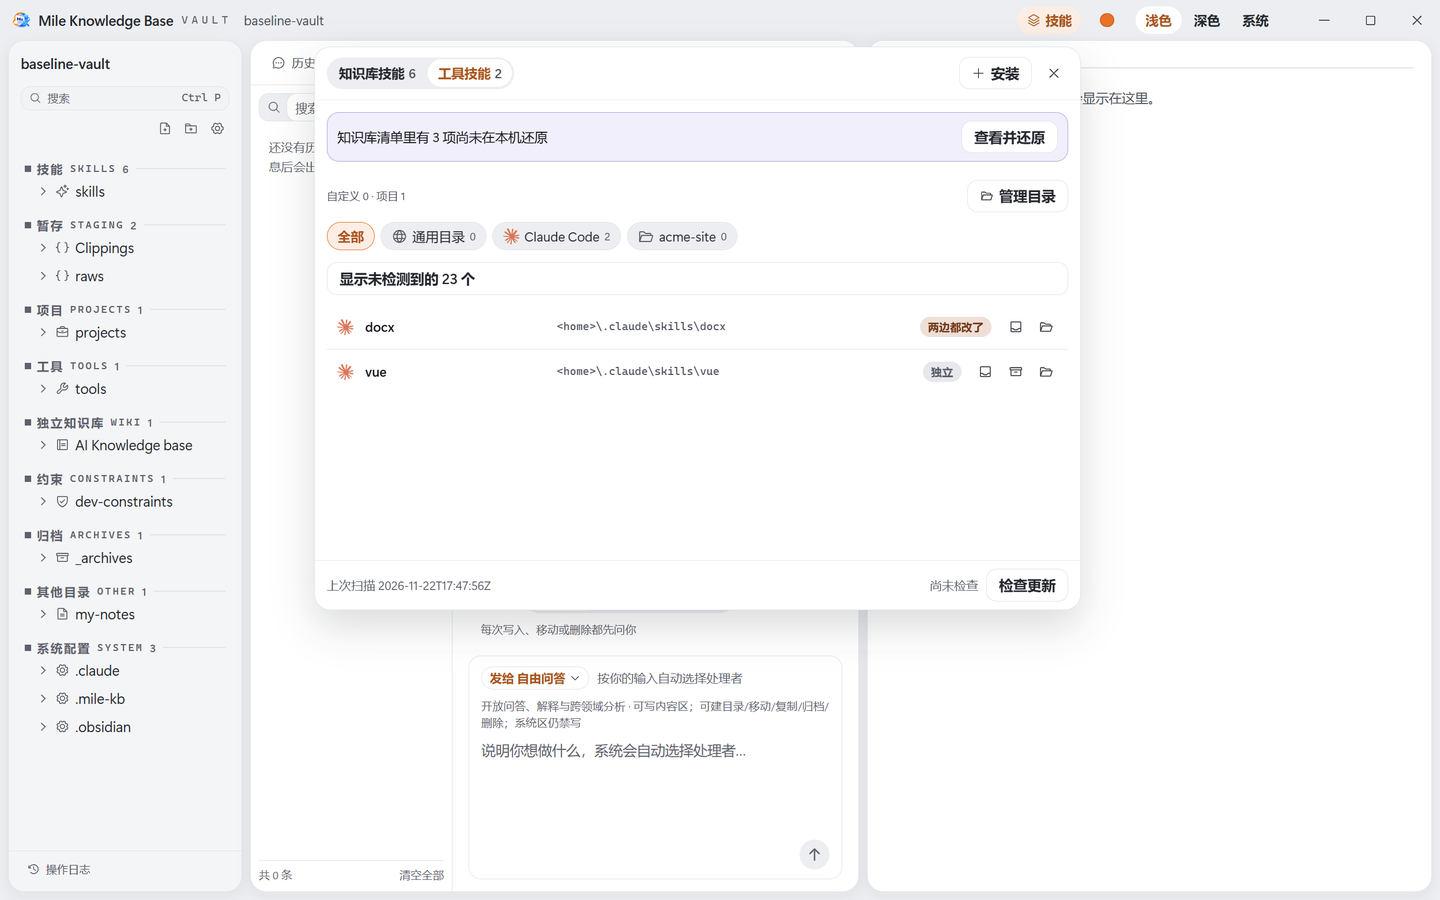 Mile Knowledge Base VAULT baseline-vault
技能
浅色 深色 系统
baseline-vault
搜索 Ctrl P
技能 SKILLS 6
skills
暂存 STAGING 2
Clippings
raws
项目 PROJECTS 1
projects
工具 TOOLS 1
tools
独立知识库 WIKI 1
AI Knowledge base
约束 CONSTRAINTS 1
dev-constraints
归档 ARCHIVES 1
_archives
其他目录 OTHER 1
my-notes
系统配置 SYSTEM 3
.claude
.mile-kb
.obsidian
操作日志
历史
搜索
还没有历
息后会出
共 0 条 清空全部
知识库技能 6 工具技能 2
安装
知识库清单里有 3 项尚未在本机还原 查看并还原
自定义 0 · 项目 1 管理目录
全部 通用目录 0 Claude Code 2 acme-site 0
显示未检测到的 23 个
docx <home>\.claude\skills\docx 两边都改了
vue <home>\.claude\skills\vue 独立
上次扫描 2026-11-22T17:47:56Z 尚未检查 检查更新
每次写入、移动或删除都先问你
发给 自由问答 按你的输入自动选择处理者
开放问答、解释与跨领域分析 · 可写内容区；可建目录/移动/复制/归档/
删除；系统区仍禁写
说明你想做什么，系统会自动选择处理者...
显示在这里。